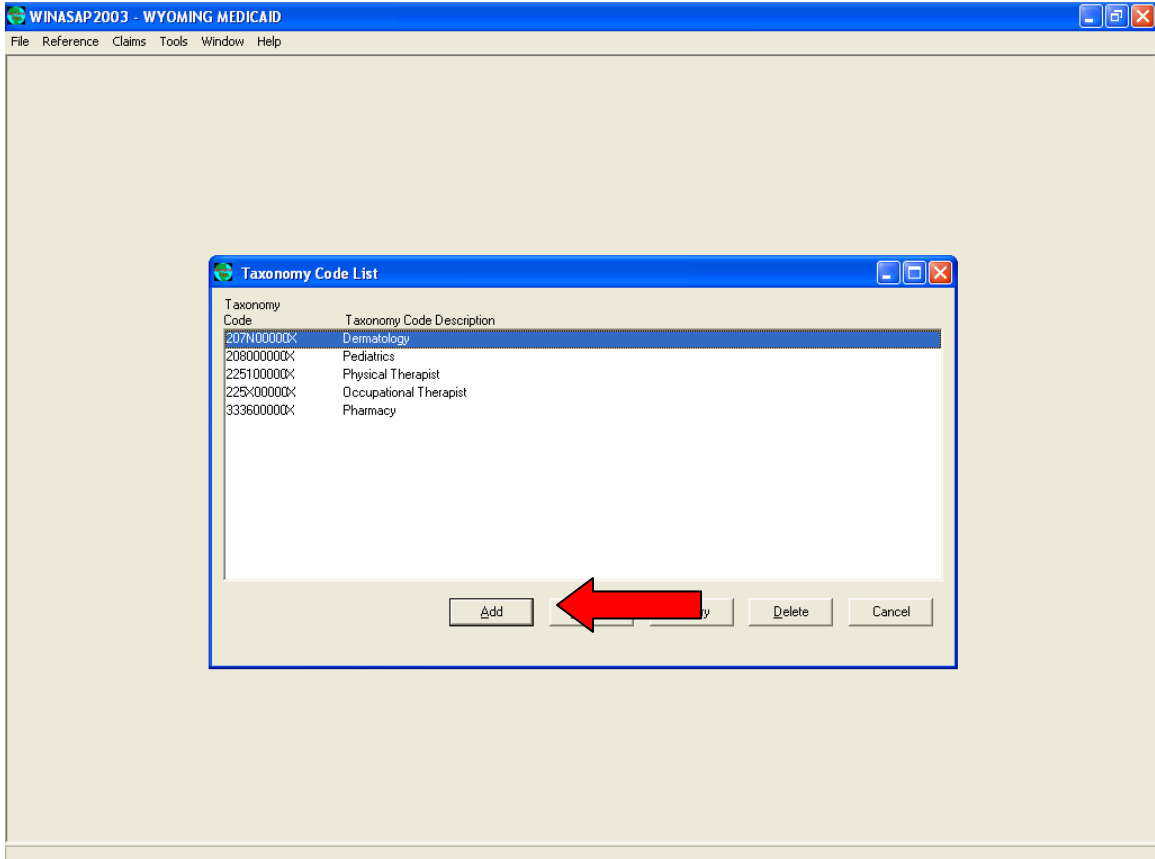 WINASAP2003 - WYOMING MEDICAID
File Reference Claims Tools Window Help
Taxonomy Code List
Taxonomy
Code Taxonomy Code Description
207N00000X Dermatology
208000000X Pediatrics
225100000X Physical Therapist
225X00000X Occupational Therapist
333600000X Pharmacy
Add Delete Cancel